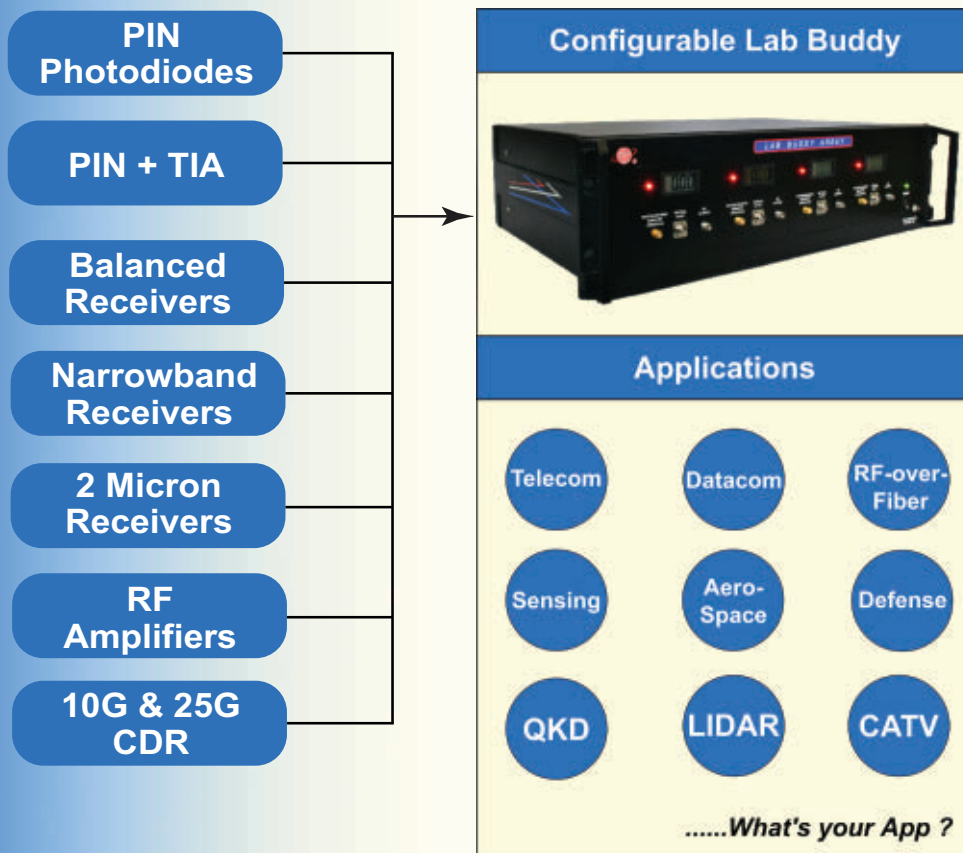 PIN
Photodiodes
PIN + TIA
Balanced
Receivers
Narrowband
Receivers
2 Micron
Receivers
RF
Amplifiers
10G & 25G
CDR
Configurable Lab Buddy
LAB BUDDY ARRAY
Applications
Telecom
Datacom
RF-over-
Fiber
Sensing
Aero-
Space
Defense
QKD
LIDAR
CATV
......What's your App ?